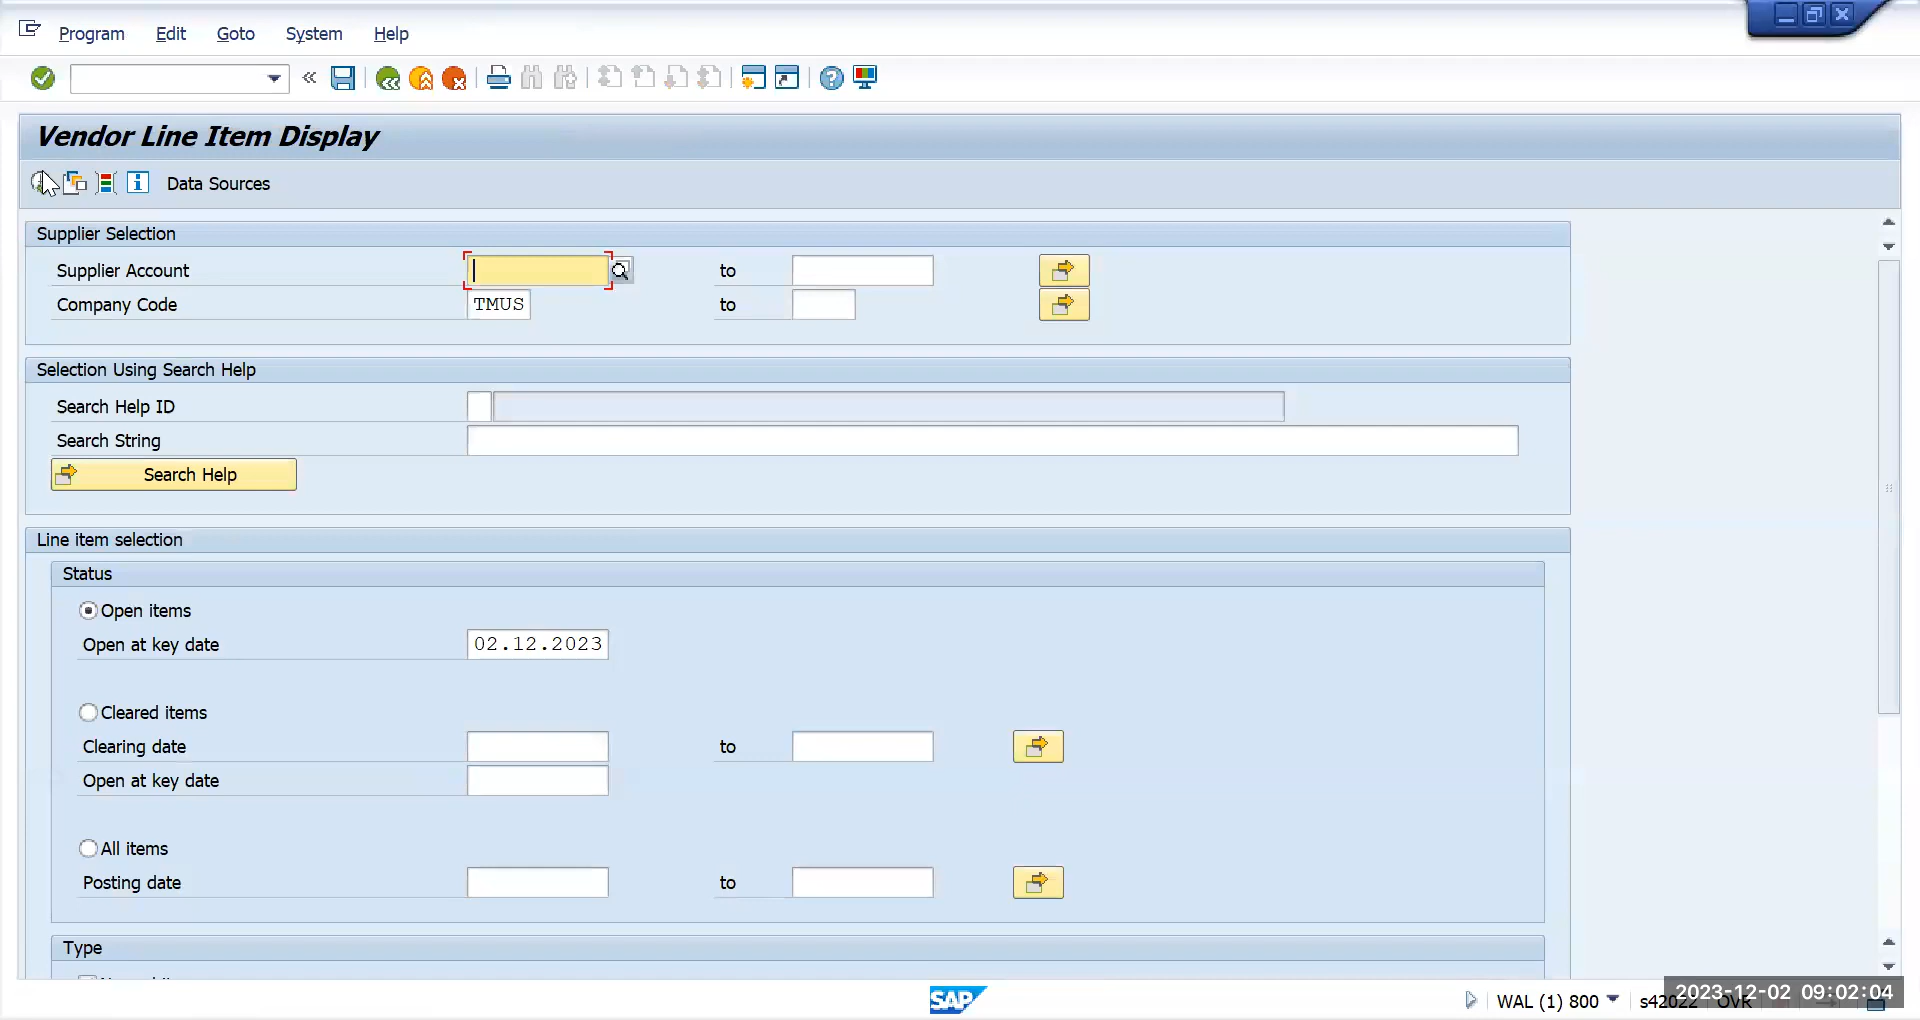 Program Edit Goto System Help
Vendor Line Item Display
Data Sources
Supplier Selection
Supplier Account to
Company Code TMUS to
Selection Using Search Help
Search Help ID
Search String
Search Help
Line item selection
Status
Open items
Open at key date 02.12.2023
Cleared items
Clearing date to
Open at key date
All items
Posting date to
Type
SAP
WAL (1) 800 s42022 OVR
2023-12-02 09:02:04